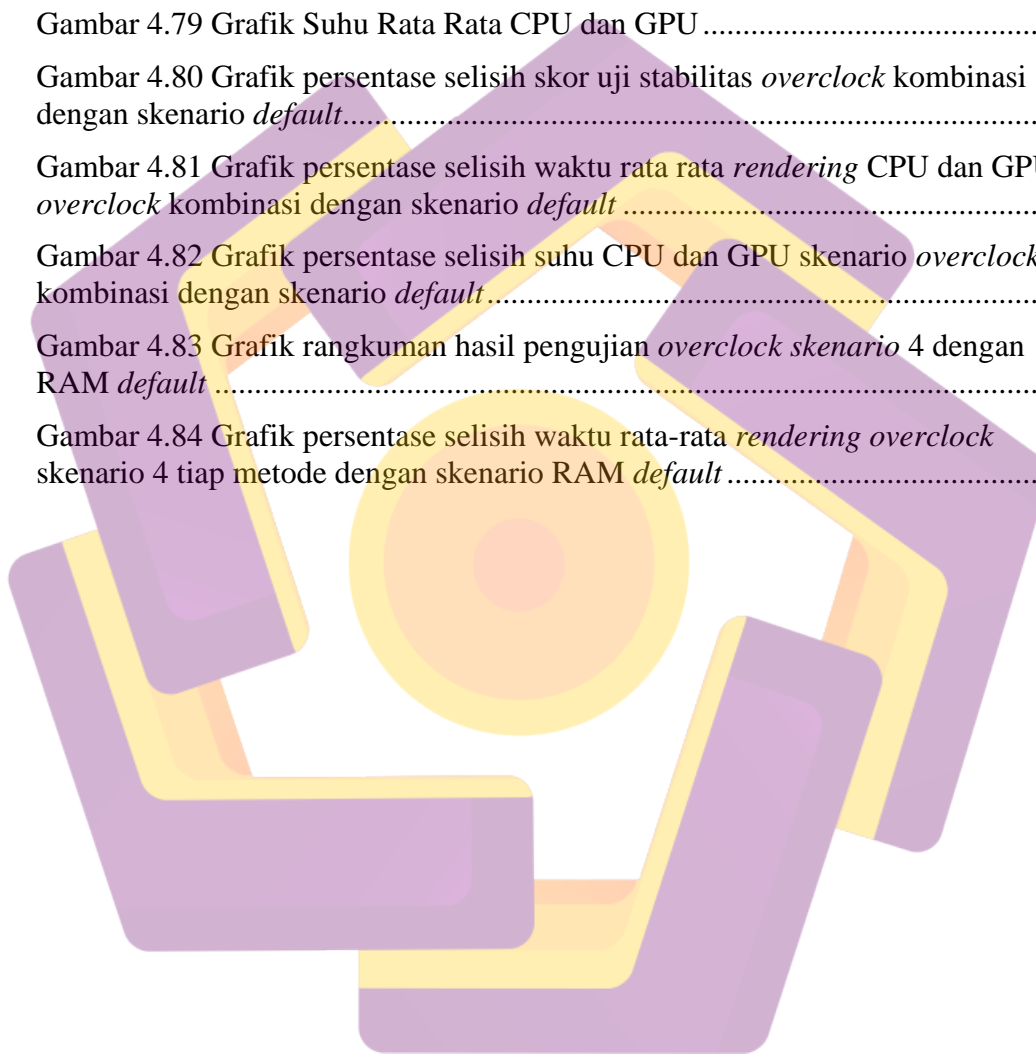 Gambar 4.79 Grafik Suhu Rata Rata CPU dan GPU..........................................
Gambar 4.80 Grafik persentase selisih skor uji stabilitas overclock kombinasi
dengan skenario default.......................................................................................
Gambar 4.81 Grafik persentase selisih waktu rata rata rendering CPU dan
overclock kombinasi dengan skenario default....................................................
Gambar 4.82 Grafik persentase selisih suhu CPU dan GPU skenario overclock
kombinasi dengan skenario default.....................................................................
Gambar 4.83 Grafik rangkuman hasil pengujian overclock skenario 4 dengan
RAM default ........................................................................................................
Gambar 4.84 Grafik persentase selisih waktu rata-rata rendering overclock
skenario 4 tiap metode dengan skenario RAM default.......................................